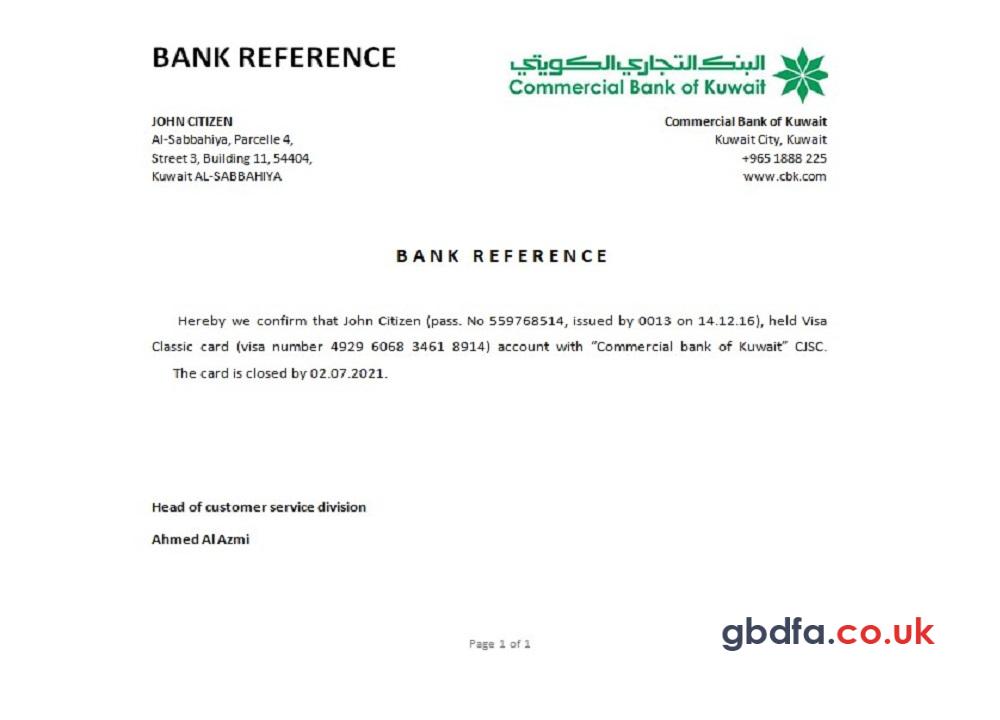 BANK REFERENCE
البنك التجاري الكويتي
Commercial Bank of Kuwait
JOHN CITIZEN
Al-Sabbahiya, Parcelle 4,
Street 3, Building 11, 54404,
Kuwait AL-SABBAHIYA
Commercial Bank of Kuwait
Kuwait City, Kuwait
+965 1888 225
www.cbk.com
BANK REFERENCE
Hereby we confirm that John Citizen (pass. No 559768514, issued by 0013 on 14.12.16), held Visa
Classic card (visa number 4929 6068 3461 8914) account with “Commercial bank of Kuwait” CJSC.
The card is closed by 02.07.2021.
Head of customer service division
Ahmed Al Azmi
Page 1 of 1
gbdfa.co.uk